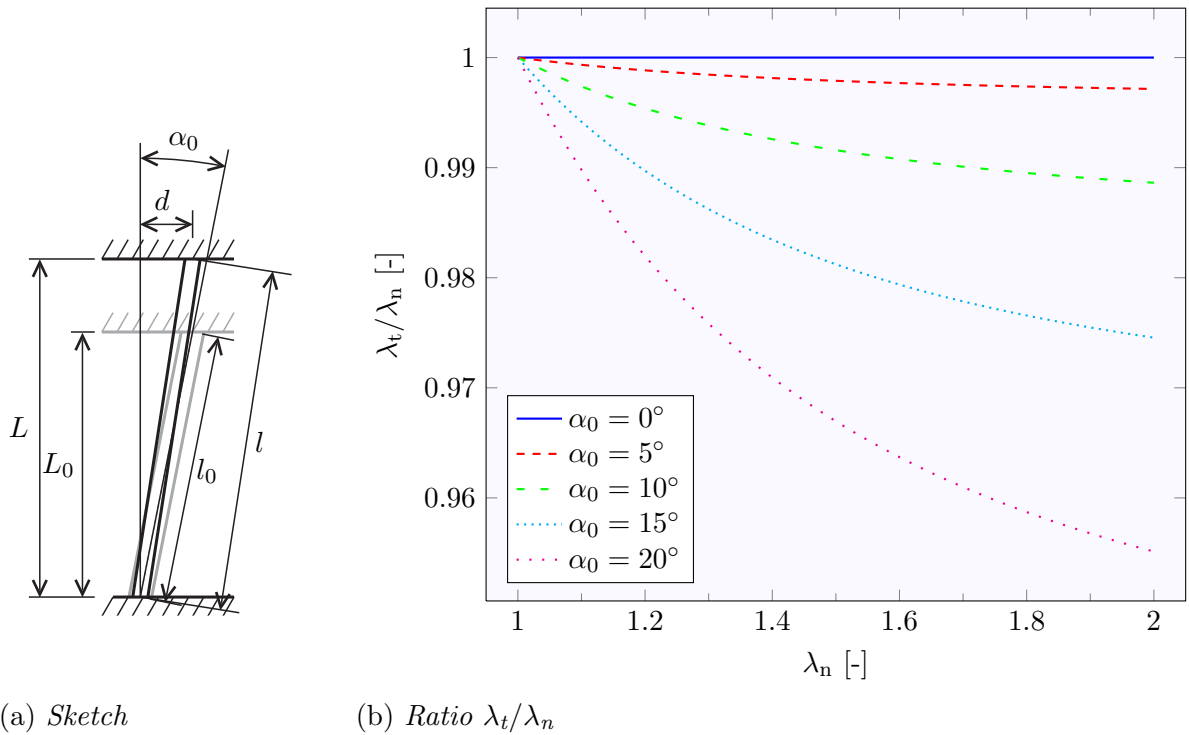 α₀
d
L
L₀
l₀
l
1
0.99
0.98
0.97
0.96
λt/λn [-]
α₀ = 0°
α₀ = 5°
α₀ = 10°
α₀ = 15°
α₀ = 20°
1 1.2 1.4 1.6 1.8 2
λn [-]
(a) Sketch
(b) Ratio λt/λn